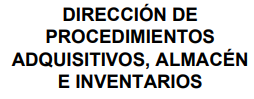 DIRECCIÓN DE
PROCEDIMIENTOS
ADQUISITIVOS, ALMACÉN
E INVENTARIOS